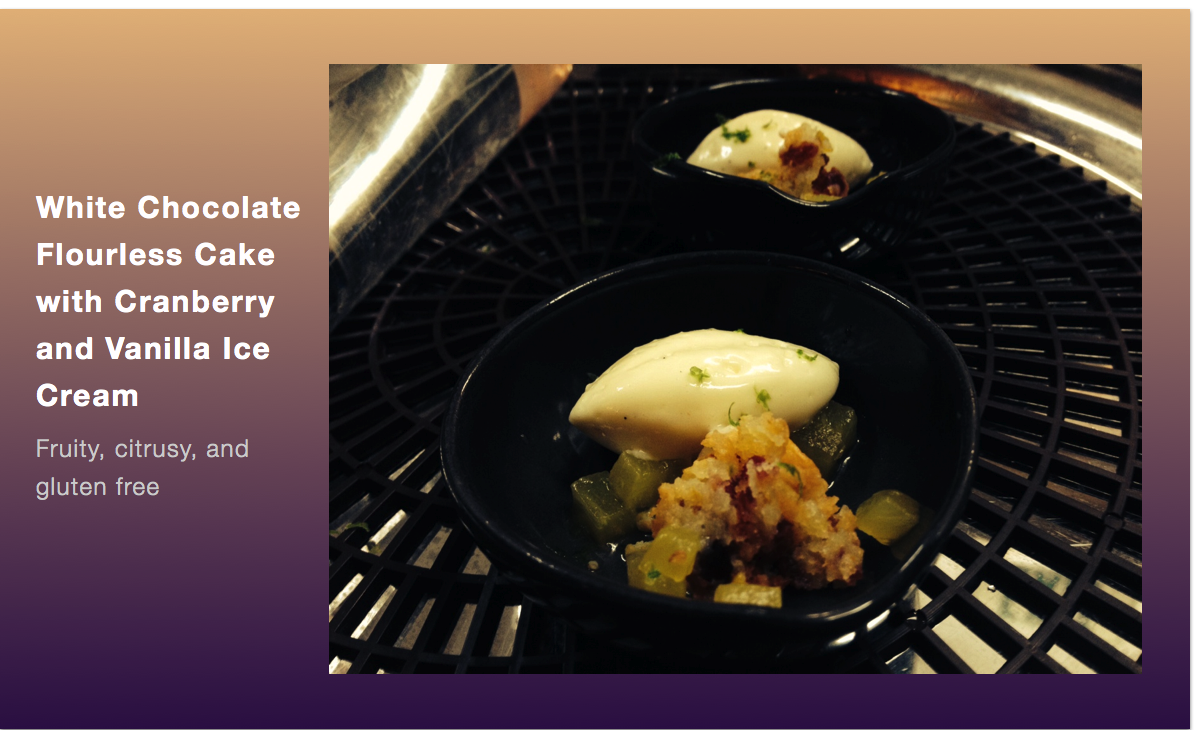 White Chocolate
Flourless Cake
with Cranberry
and Vanilla Ice
Cream
Fruity, citrusy, and
gluten free